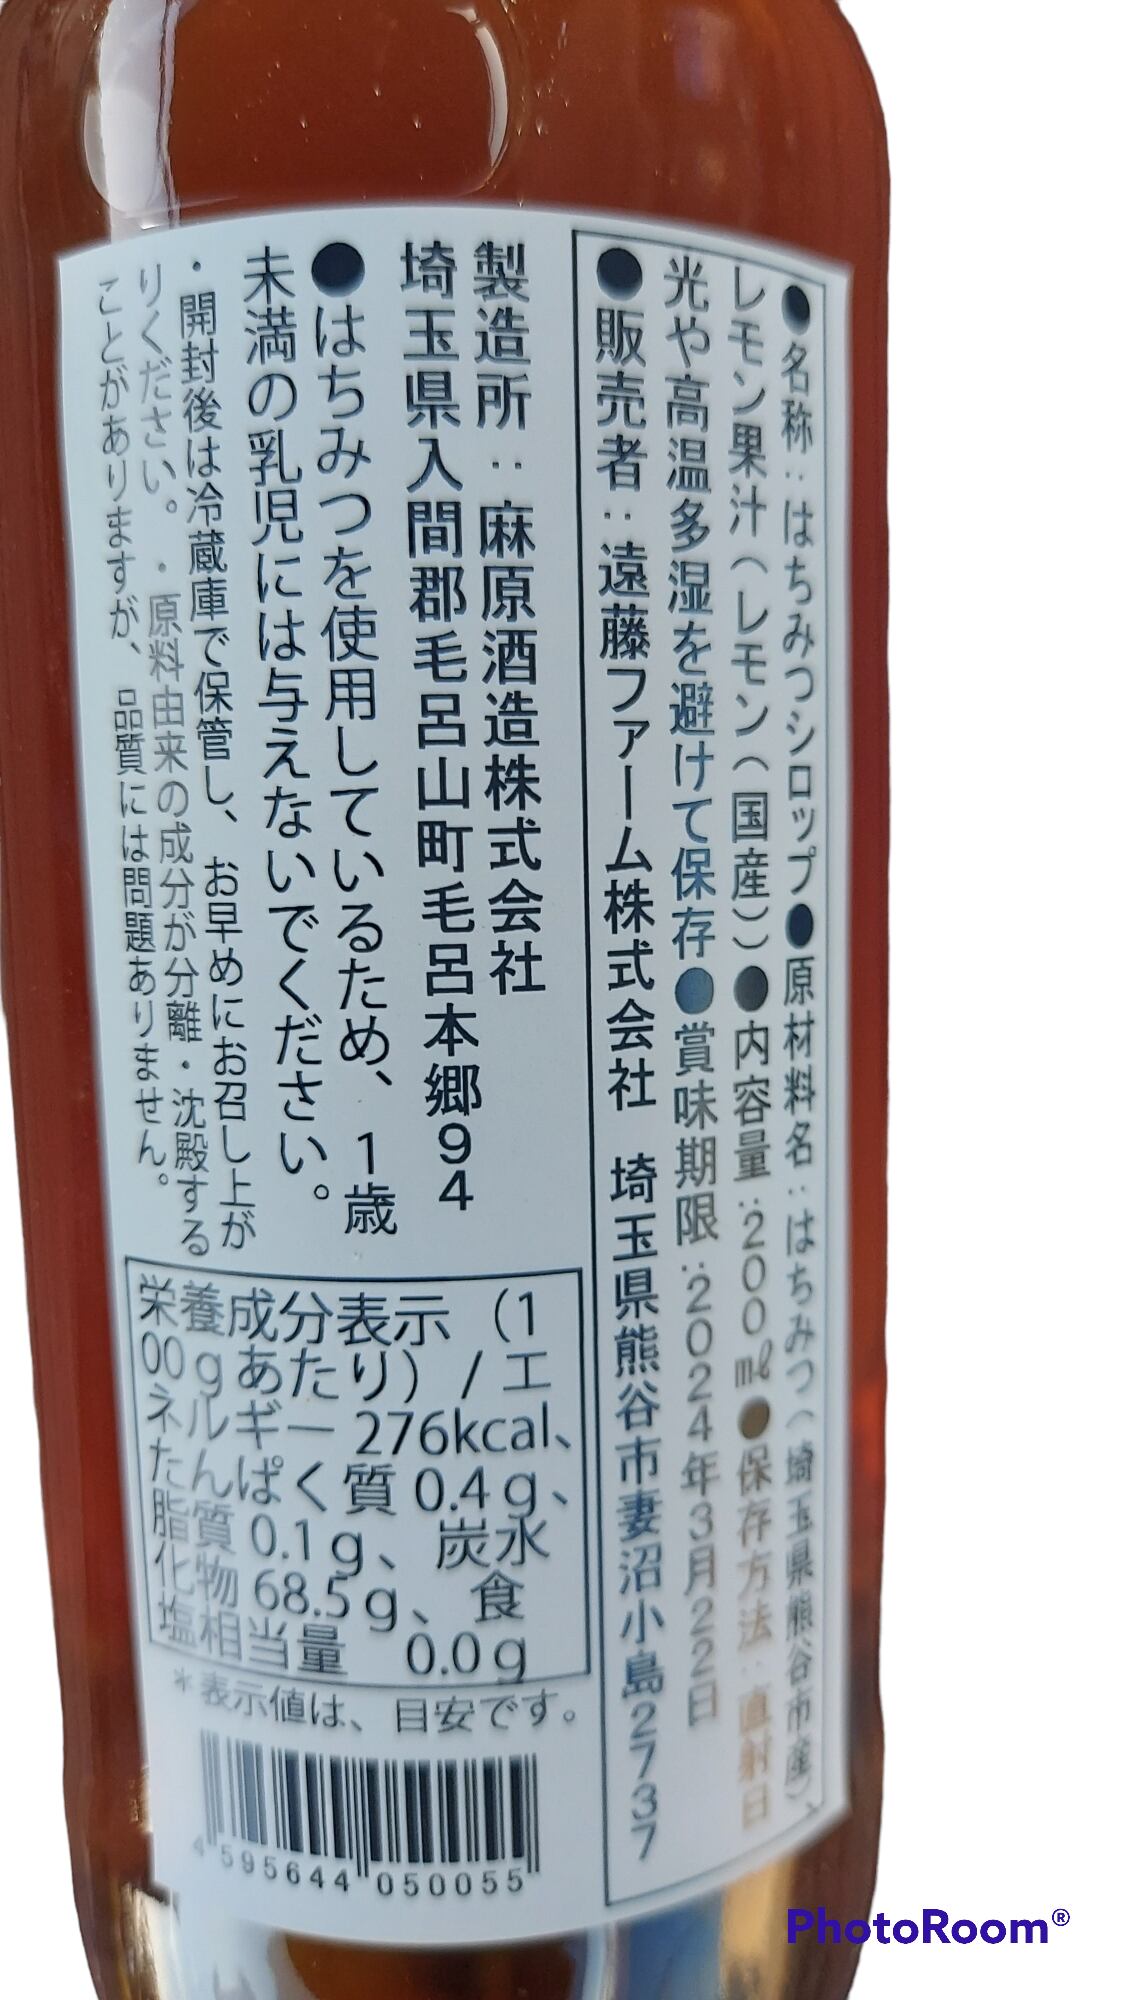 ●名称：はちみつシロップ●原材料名：はちみつ（埼玉県熊谷市産）、
レモン果汁（レモン（国産））●内容量：200㎖●保存方法：直射日
光や高温多湿を避けて保存●賞味期限：2024年3月22日
●販売者：遠藤ファーム株式会社 埼玉県熊谷市妻沼小島2737
製造所：麻原酒造株式会社
埼玉県入間郡毛呂山町毛呂本郷94
●はちみつを使用しているため、1歳
未満の乳児には与えないでください。
・開封後は冷蔵庫で保管し、お早めにお召し上が
りください。・原料由来の成分が分離・沈殿する
ことがありますが、品質には問題ありません。
栄養成分表示（1
00gあたり）/エ
ネルギー276kcal、
たんぱく質0.4g、
脂質0.1g、炭水
化物68.5g、食
塩相当量 0.0g
＊表示値は、目安です。
4595644050055
PhotoRoom®